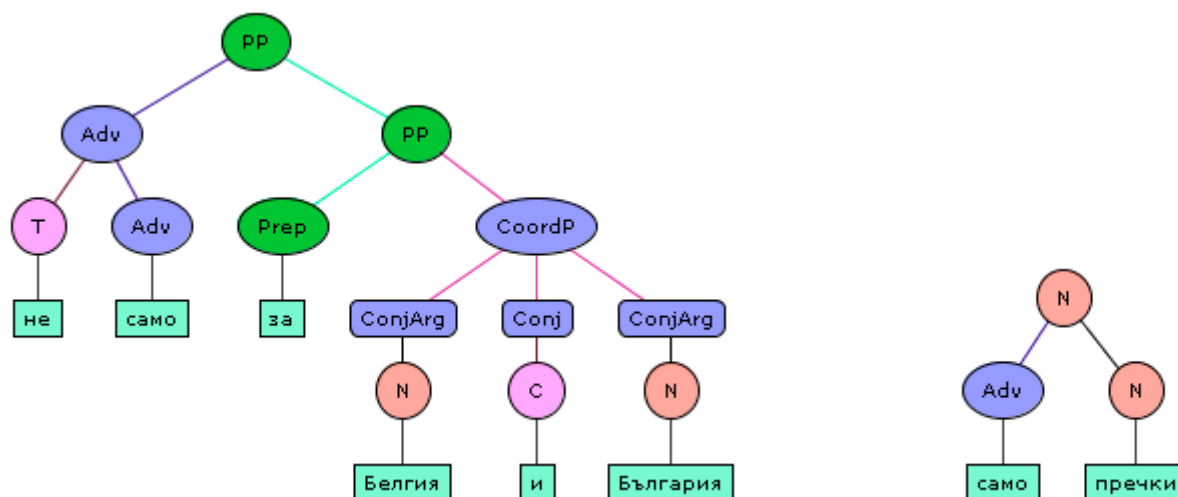 PP
Adv PP
T Adv Prep CoordP
не само за
ConjArg Conj ConjArg
N C N
Белгия и България
N
Adv N
само пречки